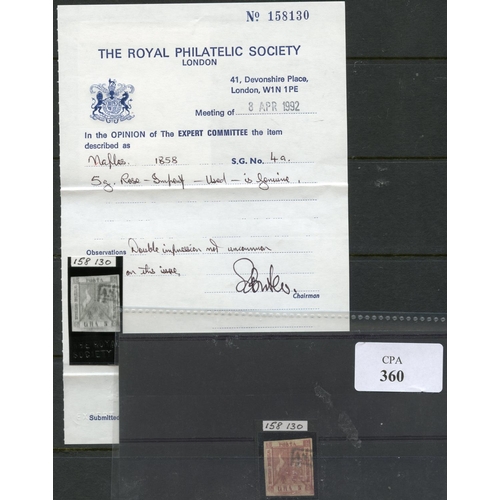 Nº 158130
THE ROYAL PHILATELIC SOCIETY
LONDON
41, Devonshire Place,
London, W1N 1PE
Meeting of 8 APR 1992
In the OPINION of The EXPERT COMMITTEE the item
described as
Naples 1858 S.G. No. 4a
5g. Rose - Imperf - Used - is genuine.
Observations Double impression not uncommon
on this issue.
Chairman
158 130
Submitted
CPA
360
158 130